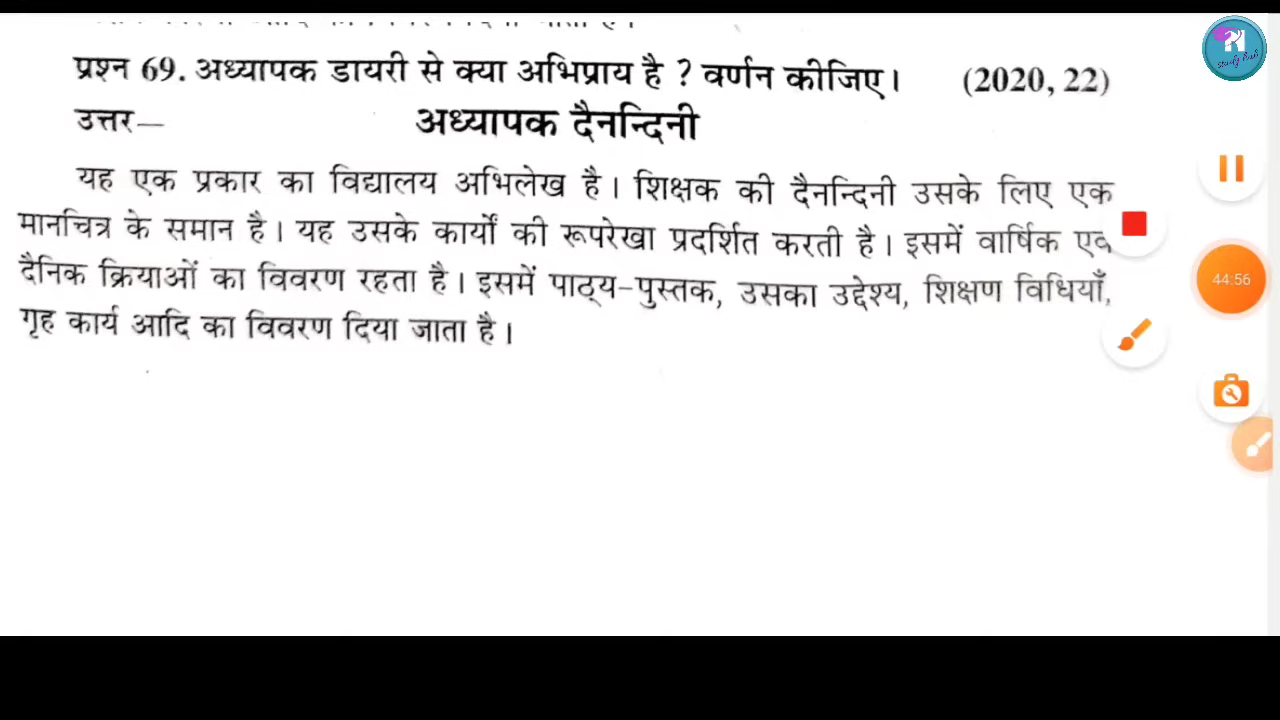 प्रश्न 69. अध्यापक डायरी से क्या अभिप्राय है ? वर्णन कीजिए। (2020, 22)
उत्तर— अध्यापक दैनन्दिनी
यह एक प्रकार का विद्यालय अभिलेख है। शिक्षक की दैनन्दिनी उसके लिए एक
मानचित्र के समान है। यह उसके कार्यों की रूपरेखा प्रदर्शित करती है। इसमें वार्षिक एवं
दैनिक क्रियाओं का विवरण रहता है। इसमें पाठ्य-पुस्तक, उसका उद्देश्य, शिक्षण विधियाँ,
गृह कार्य आदि का विवरण दिया जाता है।
44:56
Study Hub